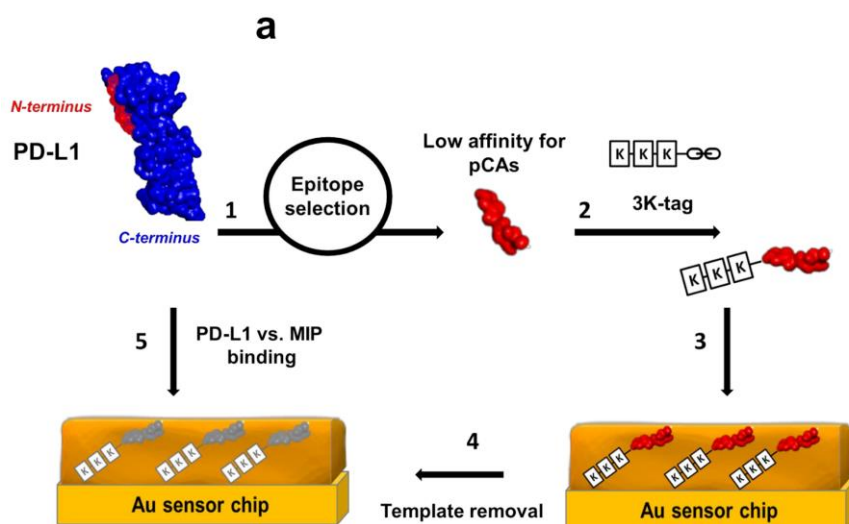 a
N-terminus
PD-L1
C-terminus
1
Epitope
selection
Low affinity for
pCAs
2
K K K
3K-tag
K K K
5
PD-L1 vs. MIP
binding
3
K K K
K K K
K K K
Au sensor chip
4
Template removal
K K K
K K K
K K K
Au sensor chip